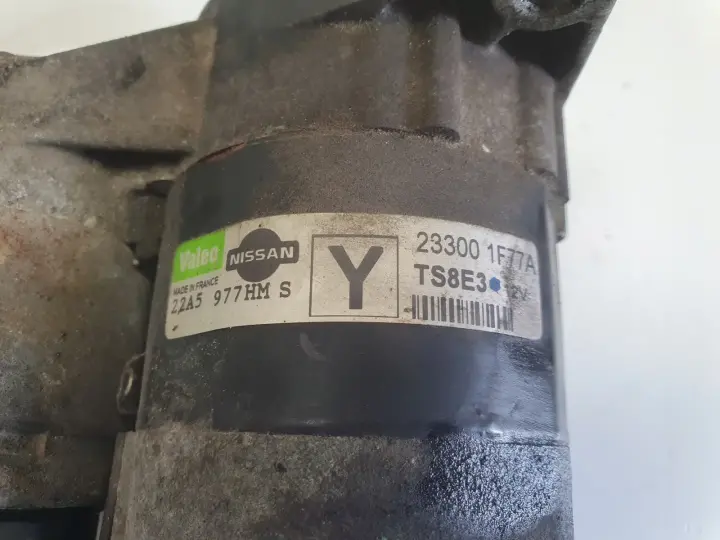 Valeo
NISSAN
MADE IN FRANCE
2,2A5 977HM S
Y
23300 1F77A
TS8E3 12V